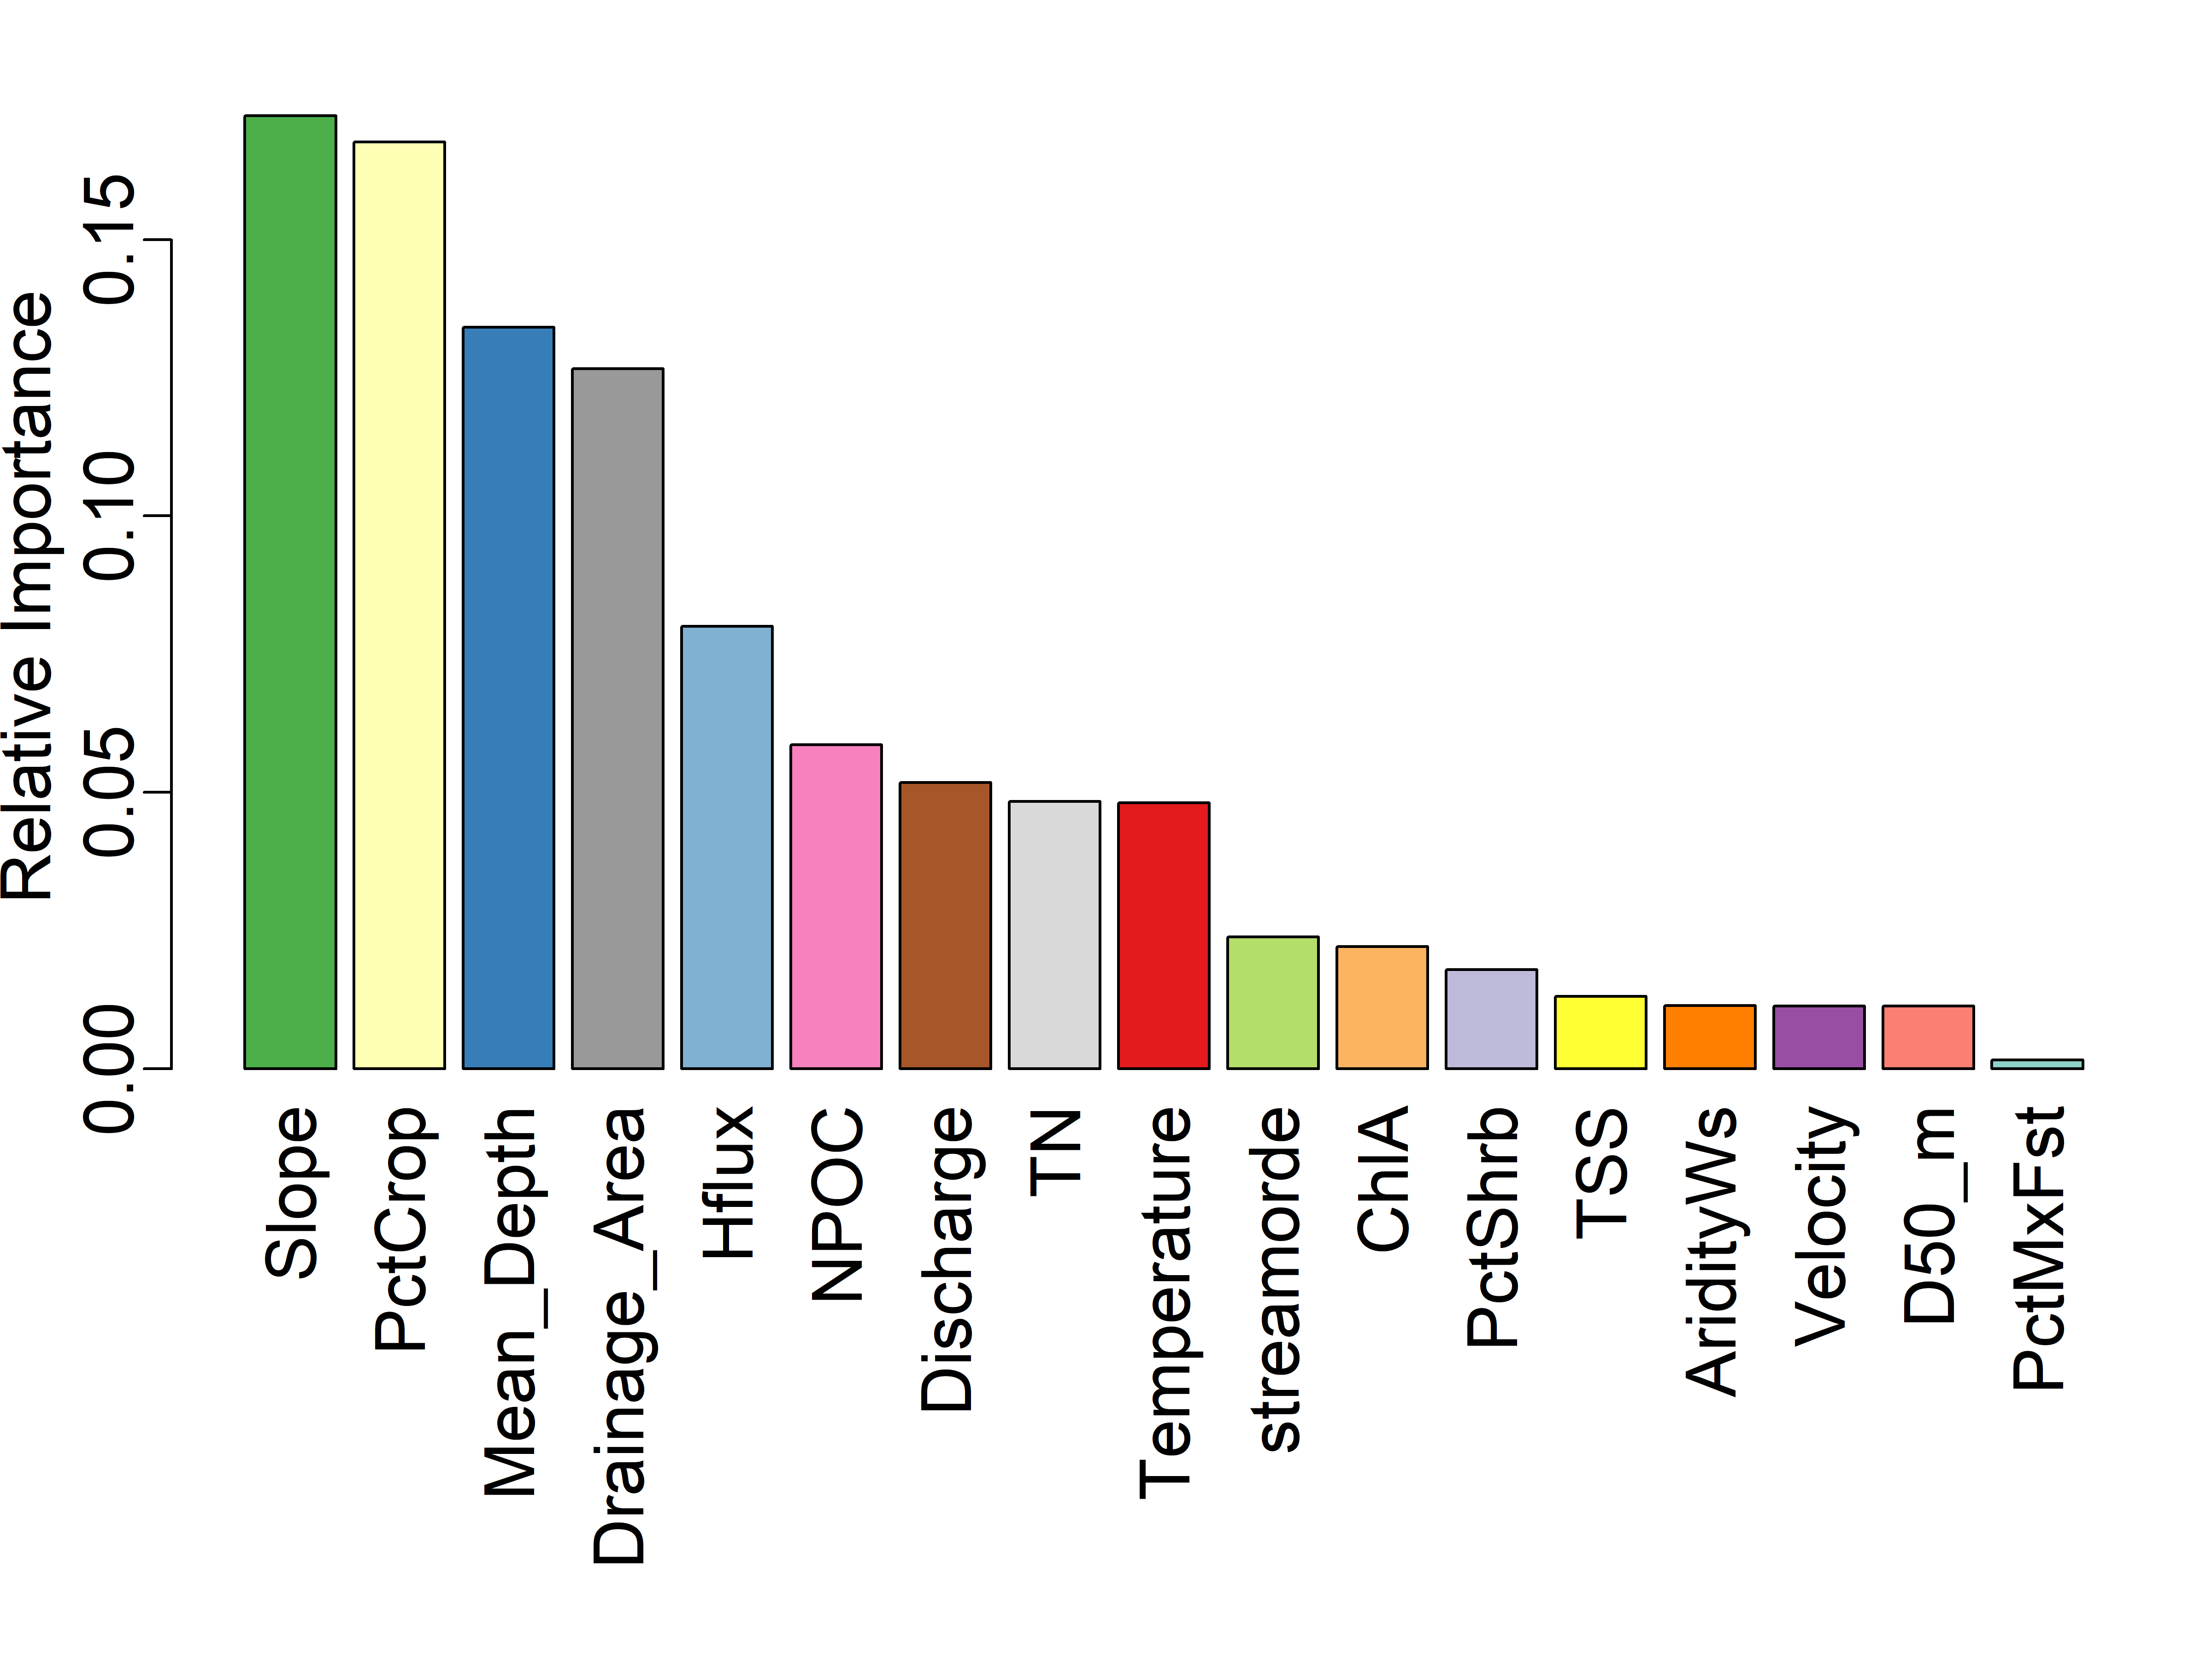 Relative Importance
0.15
0.10
0.05
0.00
Slope
PctCrop
Mean_Depth
Drainage_Area
Hflux
NPOC
Discharge
TN
Temperature
streamorde
ChlA
PctShrb
TSS
AridityWs
Velocity
D50_m
PctMxFst